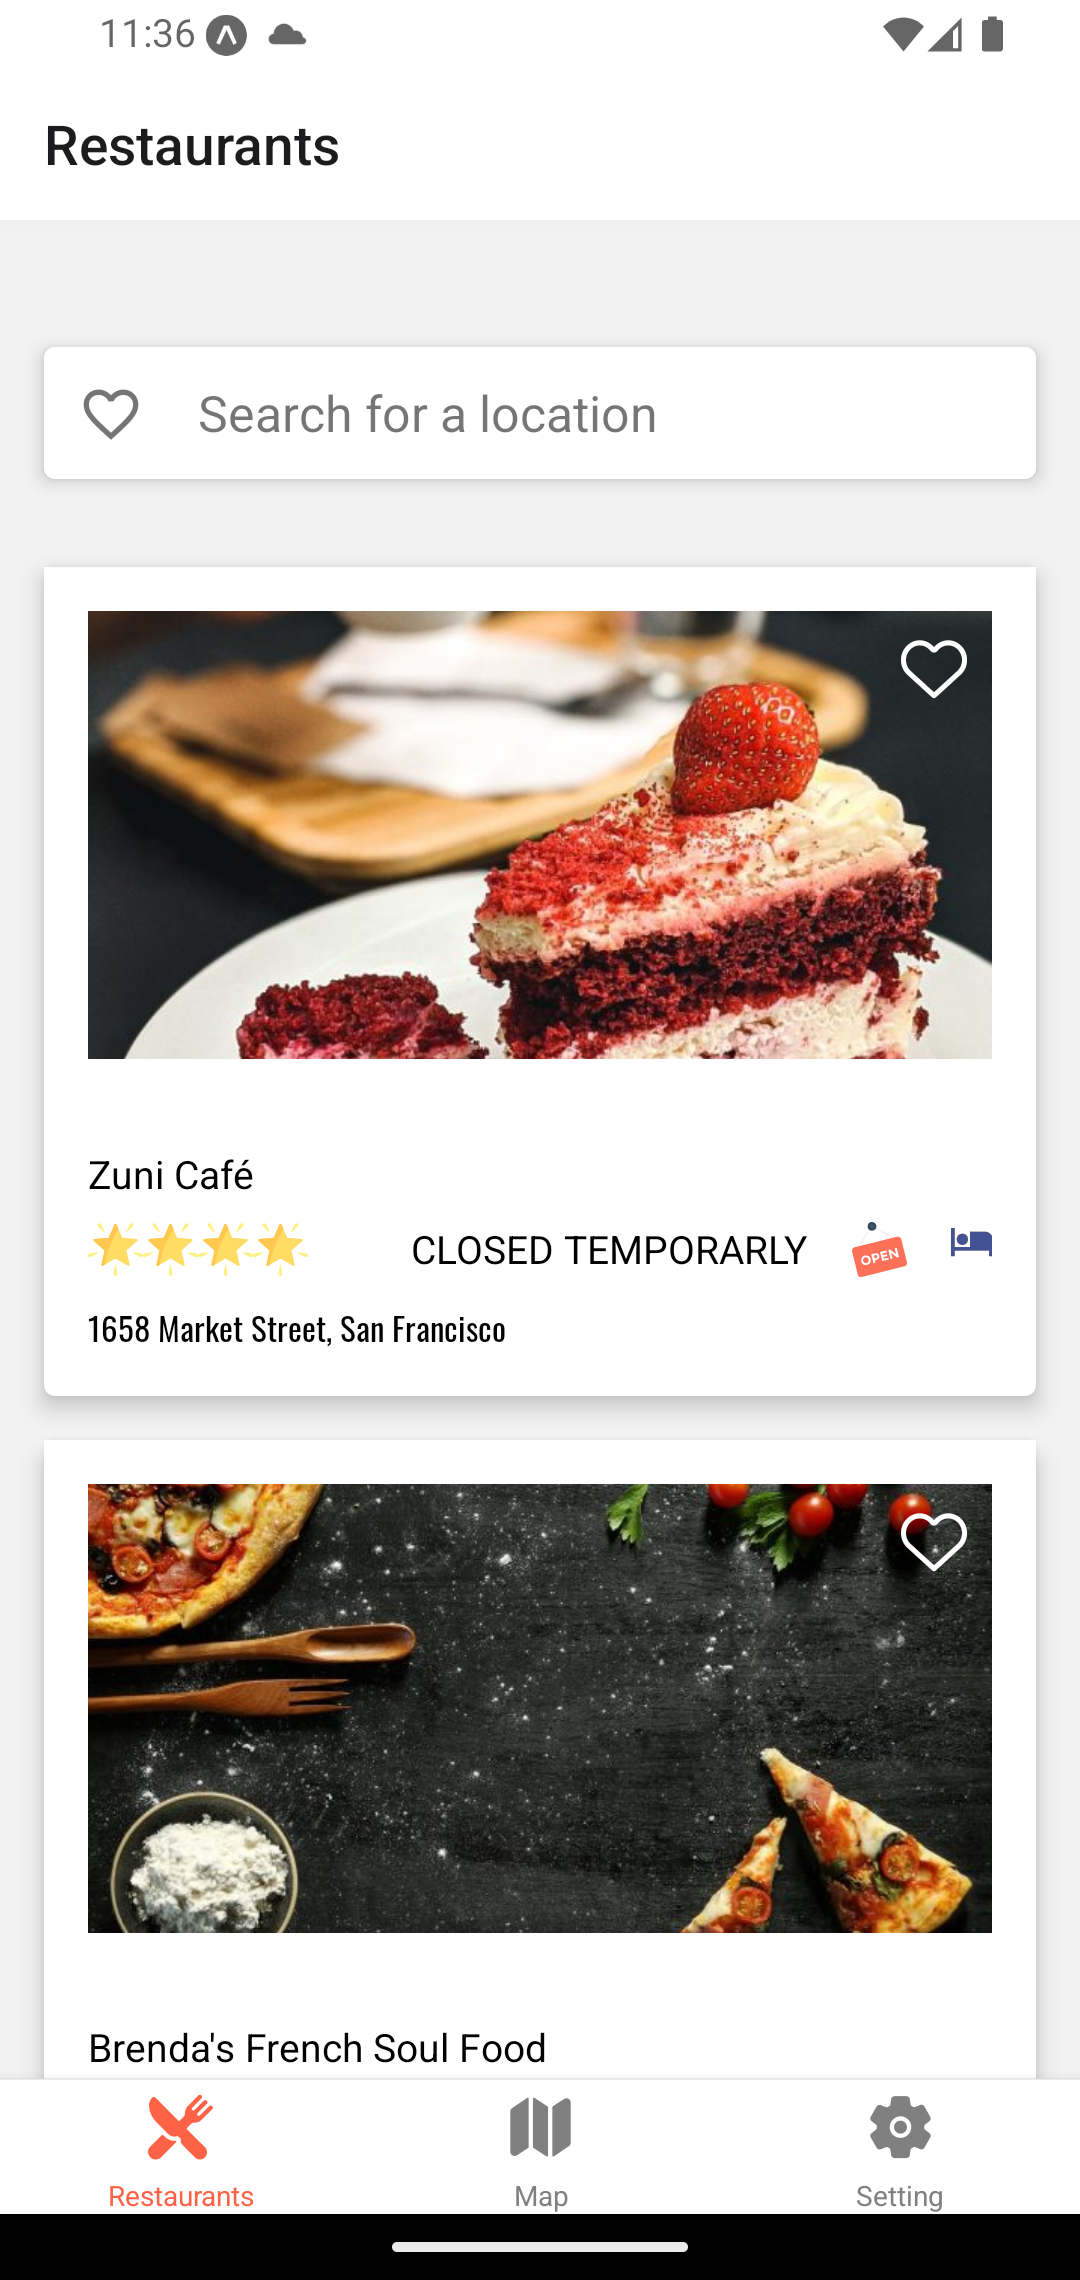 11:36
Restaurants
Search for a location
Zuni Café
CLOSED TEMPORARLY
OPEN
1658 Market Street, San Francisco
Brenda's French Soul Food
Restaurants
Map
Setting